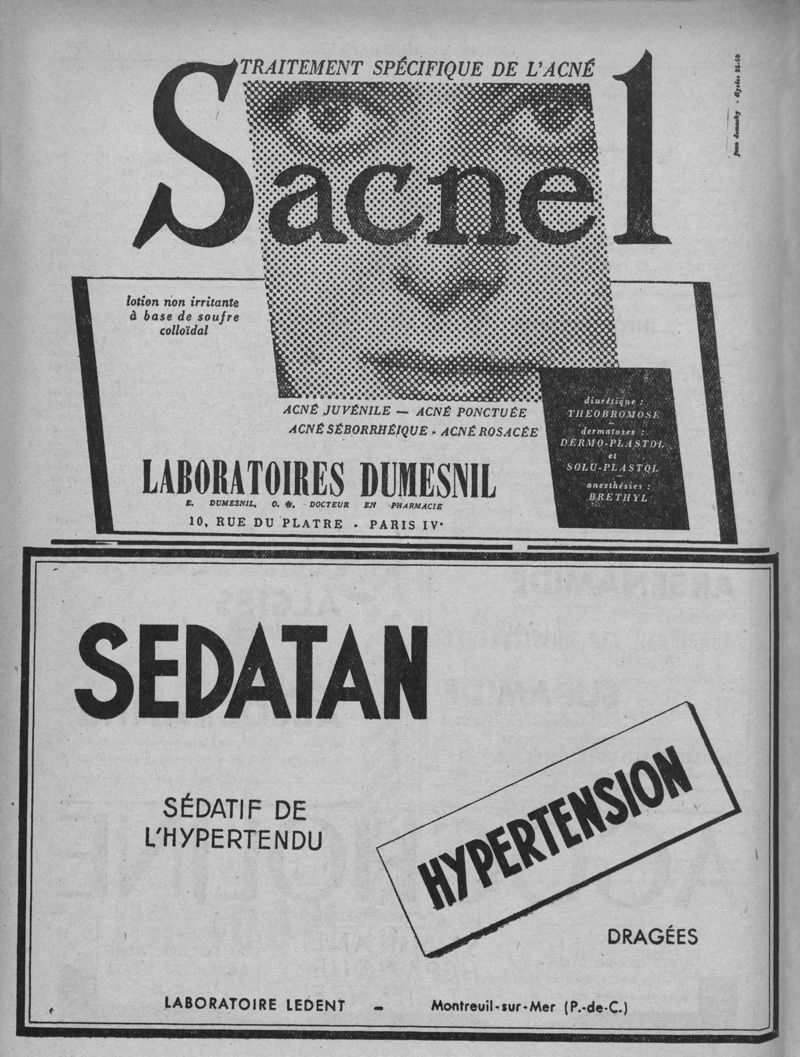 TRAITEMENT SPÉCIFIQUE DE L'ACNÉ
Sacnel
lotion non irritante
à base de soufre
colloïdal
ACNÉ JUVÉNILE — ACNÉ PONCTUÉE
ACNÉ SÉBORRHÉIQUE - ACNÉ ROSACÉE
diurétique :
THEOBROMOSE
dermatoses :
DERMO-PLASTOL
et
SOLU-PLASTOL
anesthésies :
BRETHYL
LABORATOIRES DUMESNIL
E. DUMESNIL, O. ✻, - DOCTEUR EN PHARMACIE
10, RUE DU PLATRE - PARIS IVᵉ
SEDATAN
SÉDATIF DE
L'HYPERTENDU
HYPERTENSION
DRAGÉES
LABORATOIRE LEDENT - Montreuil-sur-Mer (P.-de-C.)